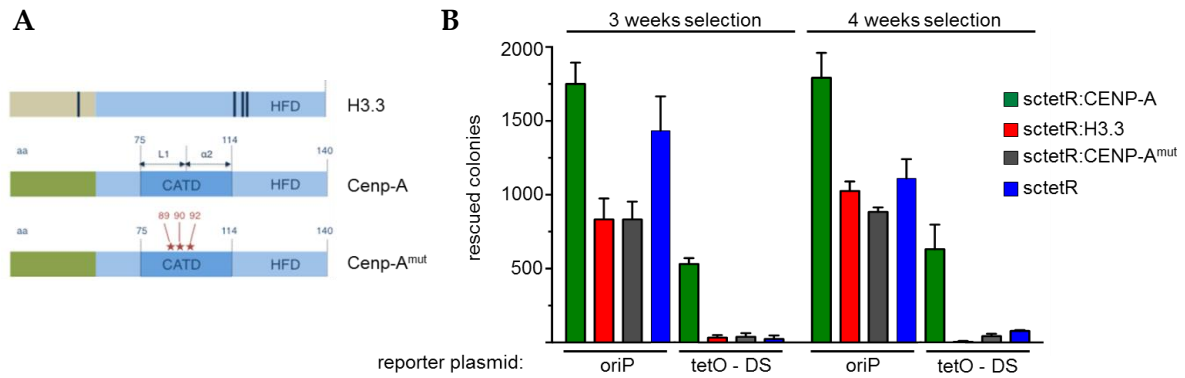 A
HFD
H3.3
aa
75
114
140
L1
α2
CATD
HFD
Cenp-A
89 90 92
aa
75
114
140
CATD
HFD
Cenp-Aᵐᵘᵗ
B
3 weeks selection
4 weeks selection
2000
1500
1000
500
rescued colonies
sctetR:CENP-A
sctetR:H3.3
sctetR:CENP-Aᵐᵘᵗ
sctetR
reporter plasmid:
oriP
tetO - DS
oriP
tetO - DS